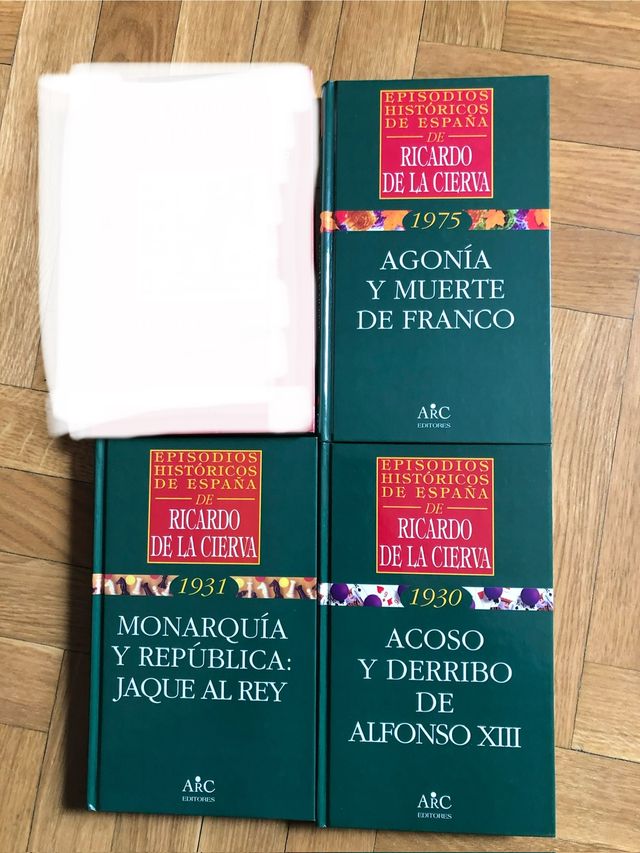 EPISODIOS
HISTÓRICOS
DE ESPAÑA
DE
RICARDO
DE LA CIERVA
1975
AGONÍA
Y MUERTE
DE FRANCO
ARC
EDITORES
EPISODIOS
HISTÓRICOS
DE ESPAÑA
DE
RICARDO
DE LA CIERVA
1931
MONARQUÍA
Y REPÚBLICA:
JAQUE AL REY
ARC
EDITORES
EPISODIOS
HISTÓRICOS
DE ESPAÑA
DE
RICARDO
DE LA CIERVA
1930
ACOSO
Y DERRIBO
DE
ALFONSO XIII
ARC
EDITORES